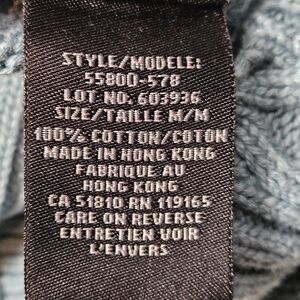 STYLE/MODELE:
55800-578
LOT NO. 603936
SIZE/TAILLE M/M
100% COTTON/COTON
MADE IN HONG KONG
FABRIQUE AU
HONG KONG
CA 51810 RN 119165
CARE ON REVERSE
ENTRETIEN VOIR
L'ENVERS